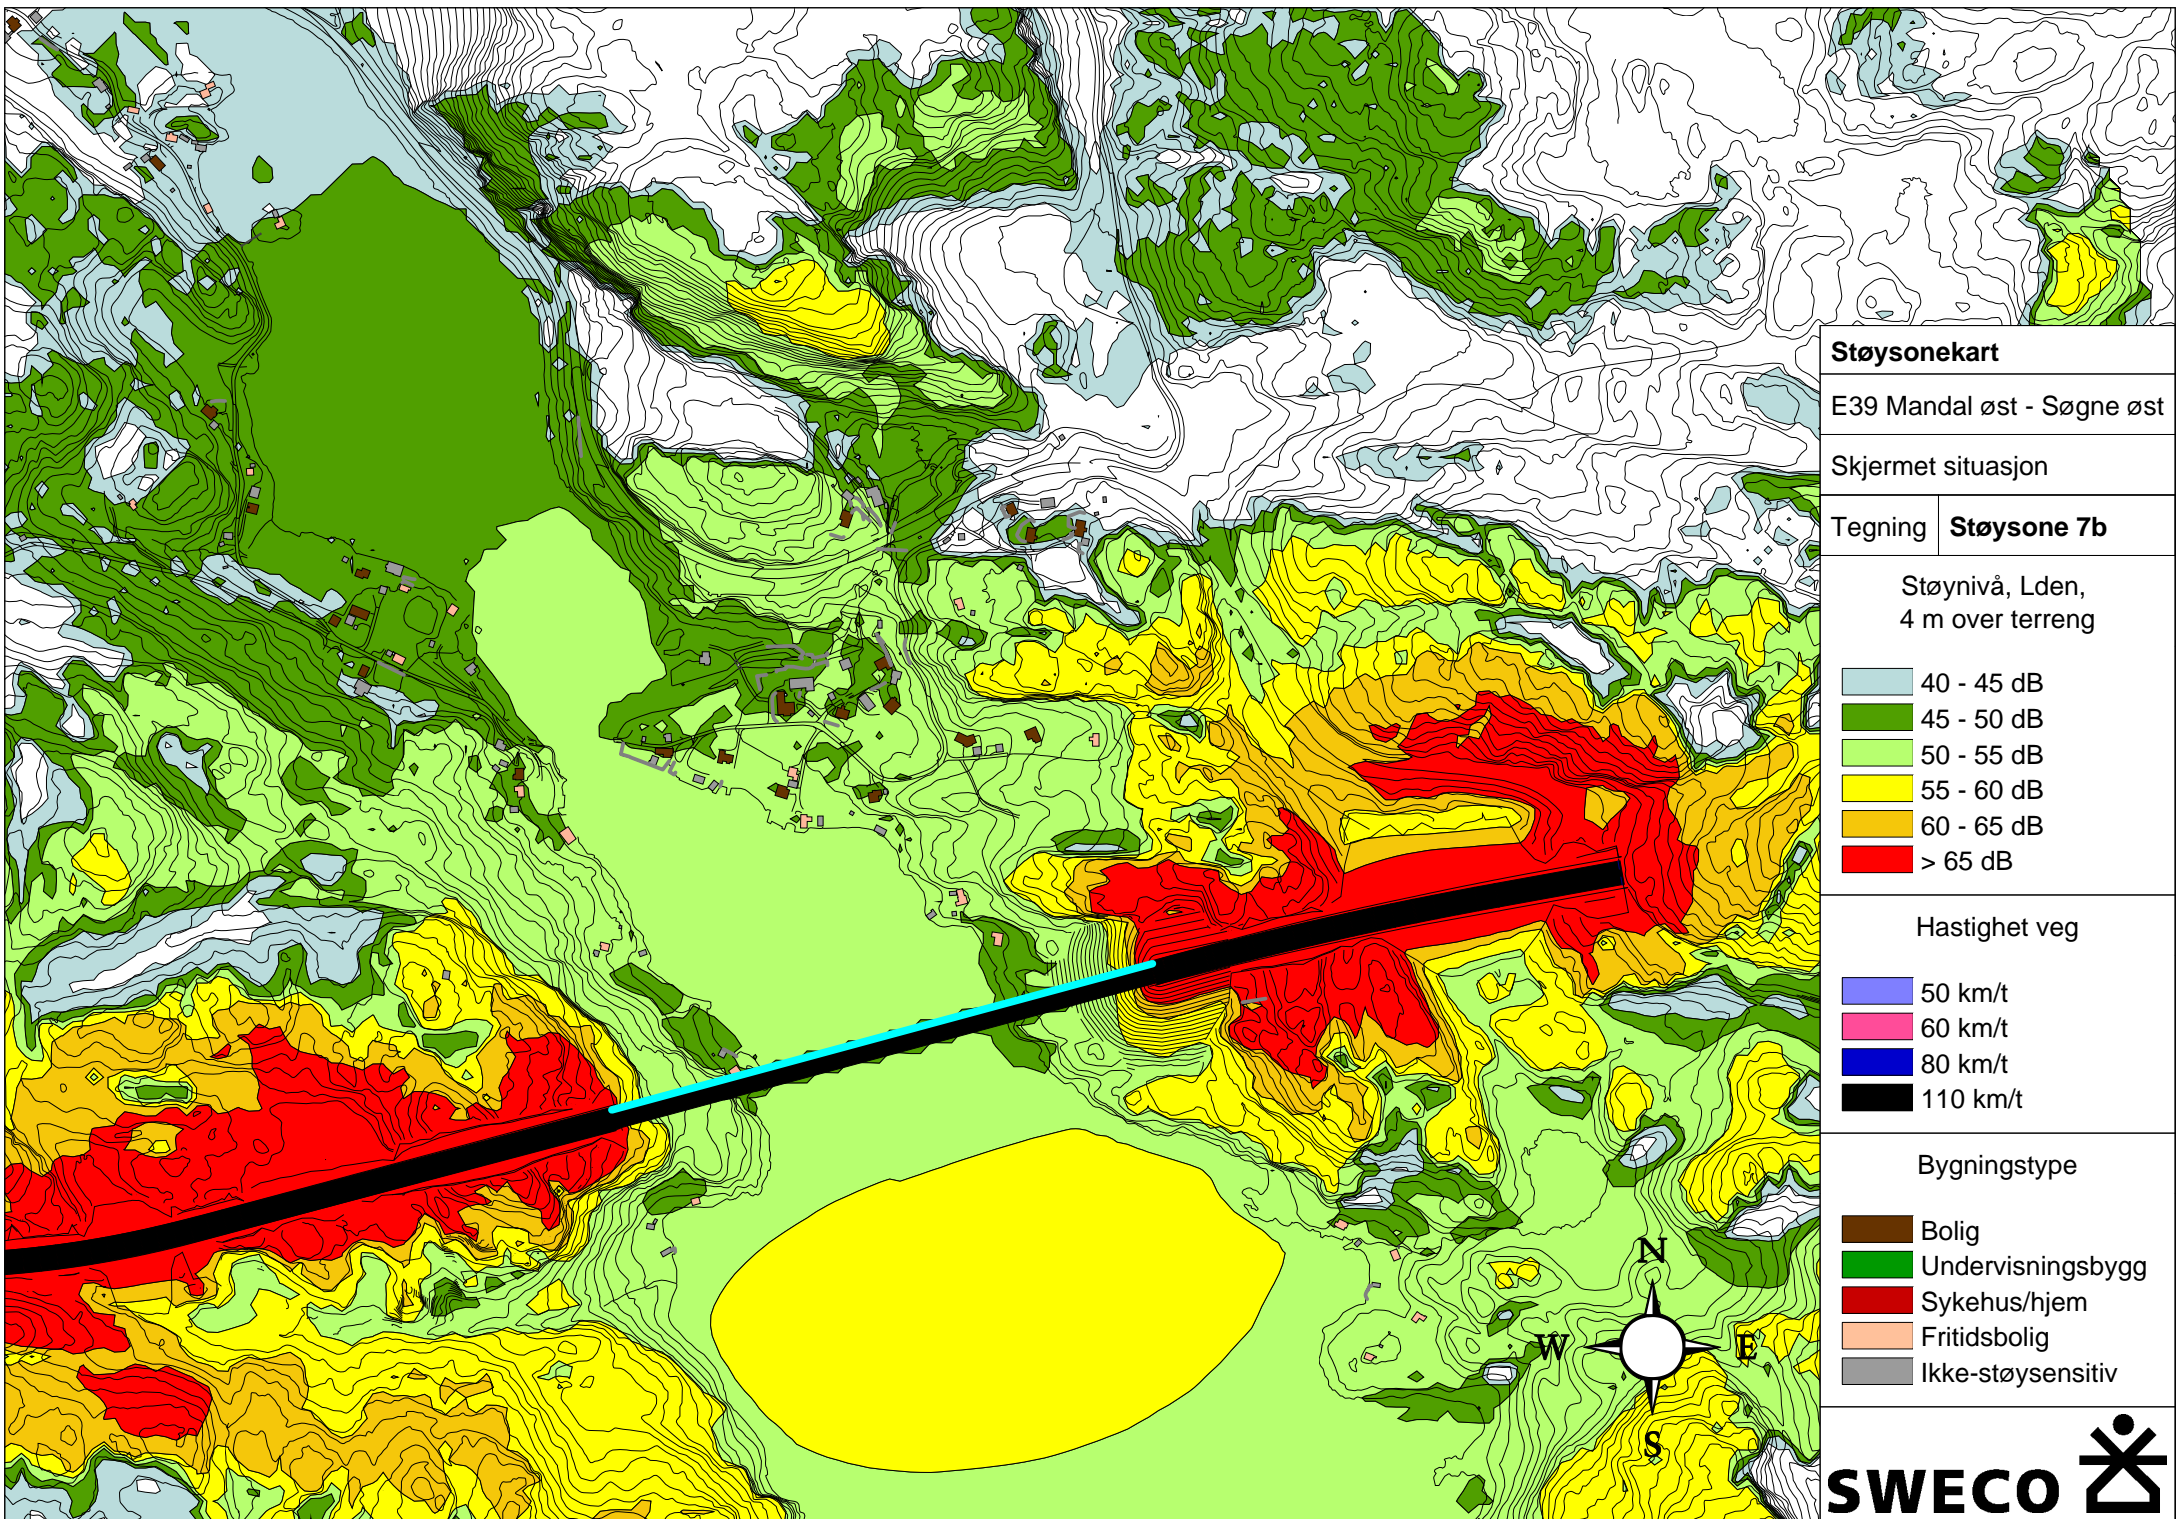 Støysonekart
E39 Mandal øst - Søgne øst
Skjermet situasjon
Tegning Støysone 7b
Støynivå, Lden,
4 m over terreng
40 - 45 dB
45 - 50 dB
50 - 55 dB
55 - 60 dB
60 - 65 dB
> 65 dB
Hastighet veg
50 km/t
60 km/t
80 km/t
110 km/t
Bygningstype
Bolig
Undervisningsbygg
Sykehus/hjem
Fritidsbolig
Ikke-støysensitiv
N
W E
S
SWECO